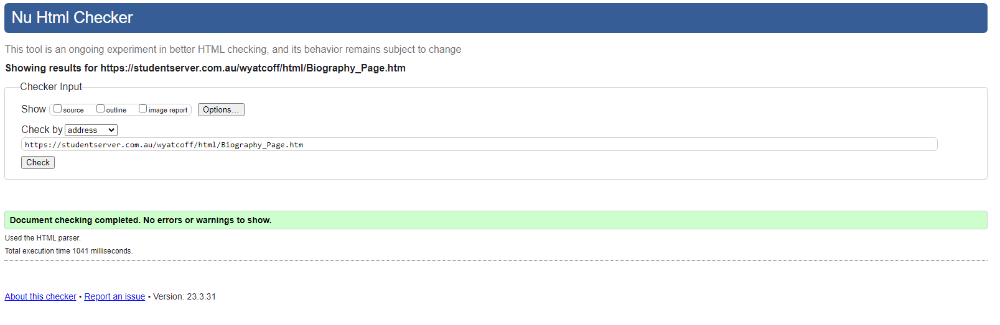 Nu Html Checker
This tool is an ongoing experiment in better HTML checking, and its behavior remains subject to change
Showing results for https://studentserver.com.au/wyatcoff/html/Biography_Page.htm
Checker Input
Show source outline image report Options...
Check by address
https://studentserver.com.au/wyatcoff/html/Biography_Page.htm
Check
Document checking completed. No errors or warnings to show.
Used the HTML parser.
Total execution time 1041 milliseconds.
About this checker • Report an issue • Version: 23.3.31